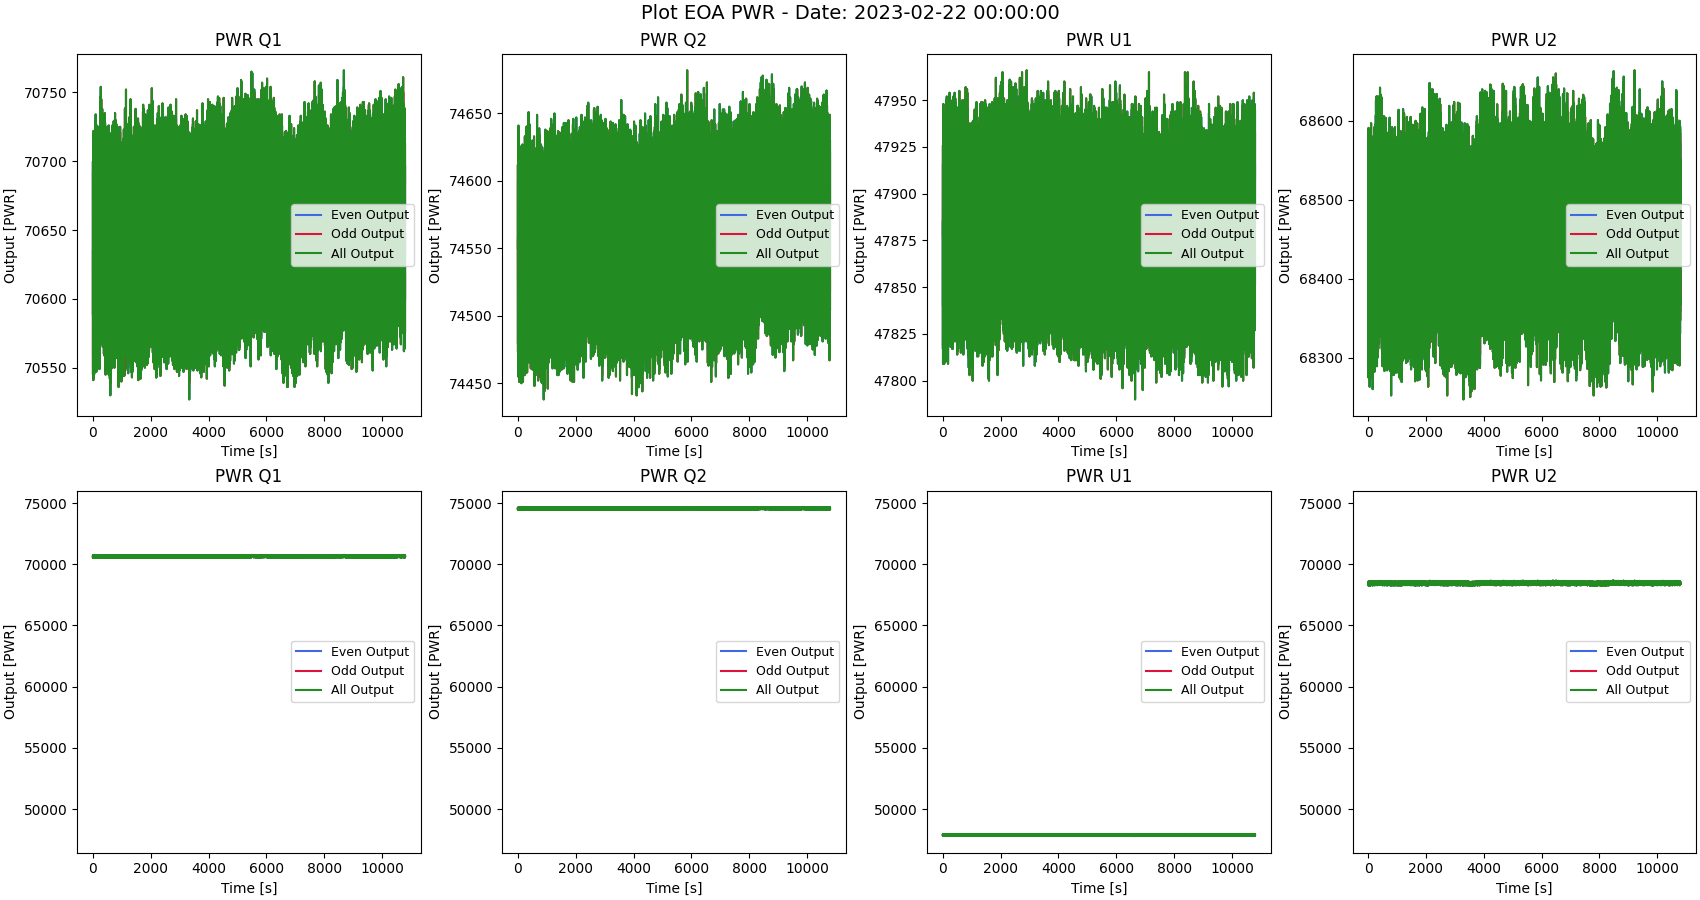 Plot EOA PWR - Date: 2023-02-22 00:00:00
PWR Q1
PWR Q2
PWR U1
PWR U2
Output [PWR]
70750
70700
70650
70600
70550
Even Output
Odd Output
All Output
0 2000 4000 6000 8000 10000
Time [s]
Output [PWR]
74650
74600
74550
74500
74450
Even Output
Odd Output
All Output
0 2000 4000 6000 8000 10000
Time [s]
Output [PWR]
47950
47925
47900
47875
47850
47825
47800
Even Output
Odd Output
All Output
0 2000 4000 6000 8000 10000
Time [s]
Output [PWR]
68600
68500
68400
68300
Even Output
Odd Output
All Output
0 2000 4000 6000 8000 10000
Time [s]
PWR Q1
PWR Q2
PWR U1
PWR U2
Output [PWR]
75000
70000
65000
60000
55000
50000
Even Output
Odd Output
All Output
0 2000 4000 6000 8000 10000
Time [s]
Output [PWR]
75000
70000
65000
60000
55000
50000
Even Output
Odd Output
All Output
0 2000 4000 6000 8000 10000
Time [s]
Output [PWR]
75000
70000
65000
60000
55000
50000
Even Output
Odd Output
All Output
0 2000 4000 6000 8000 10000
Time [s]
Output [PWR]
75000
70000
65000
60000
55000
50000
Even Output
Odd Output
All Output
0 2000 4000 6000 8000 10000
Time [s]